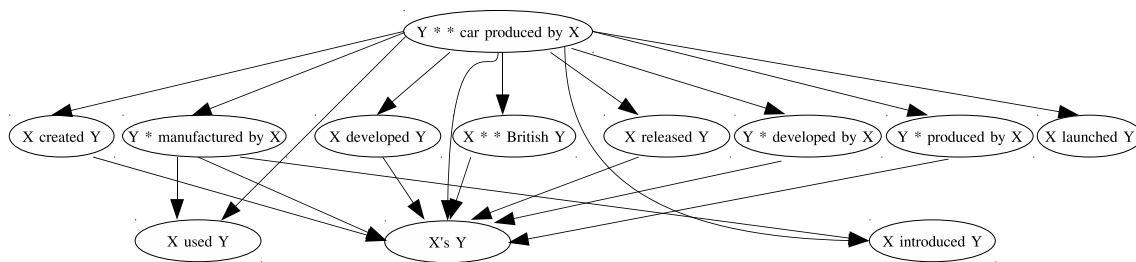 Y * * car produced by X
X created Y
Y * manufactured by X
X developed Y
X * * British Y
X released Y
Y * developed by X
Y * produced by X
X launched Y
X used Y
X's Y
X introduced Y